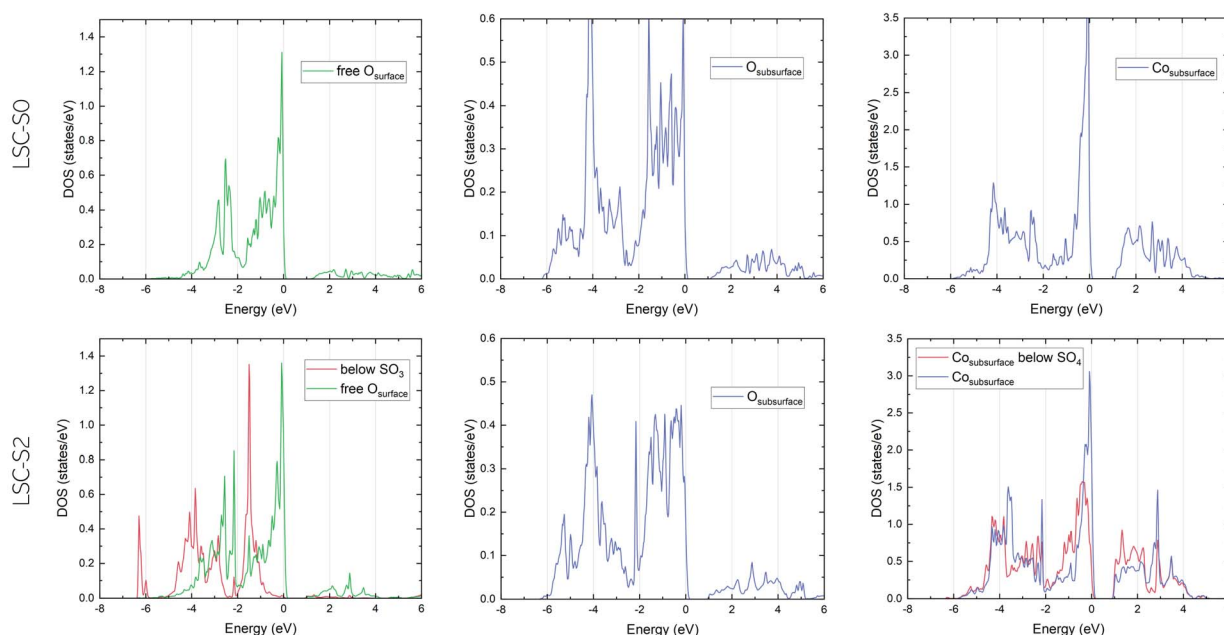 LSC-S0
1.4
1.2
1.0
0.8
0.6
0.4
0.2
0.0
DOS (states/eV)
free O_surface
-8 -6 -4 -2 0 2 4 6
Energy (eV)
0.6
0.5
0.4
0.3
0.2
0.1
0.0
DOS (states/eV)
O_subsurface
-8 -6 -4 -2 0 2 4 6
Energy (eV)
3.5
3.0
2.5
2.0
1.5
1.0
0.5
0.0
DOS (states/eV)
Co_subsurface
-8 -6 -4 -2 0 2 4
Energy (eV)
LSC-S2
1.4
1.2
1.0
0.8
0.6
0.4
0.2
0.0
DOS (states/eV)
below SO3
free O_surface
-8 -6 -4 -2 0 2 4 6
Energy (eV)
0.6
0.5
0.4
0.3
0.2
0.1
0.0
DOS (states/eV)
O_subsurface
-8 -6 -4 -2 0 2 4 6
Energy (eV)
3.5
3.0
2.5
2.0
1.5
1.0
0.5
0.0
DOS (states/eV)
Co_subsurface below SO4
Co_subsurface
-8 -6 -4 -2 0 2 4
Energy (eV)